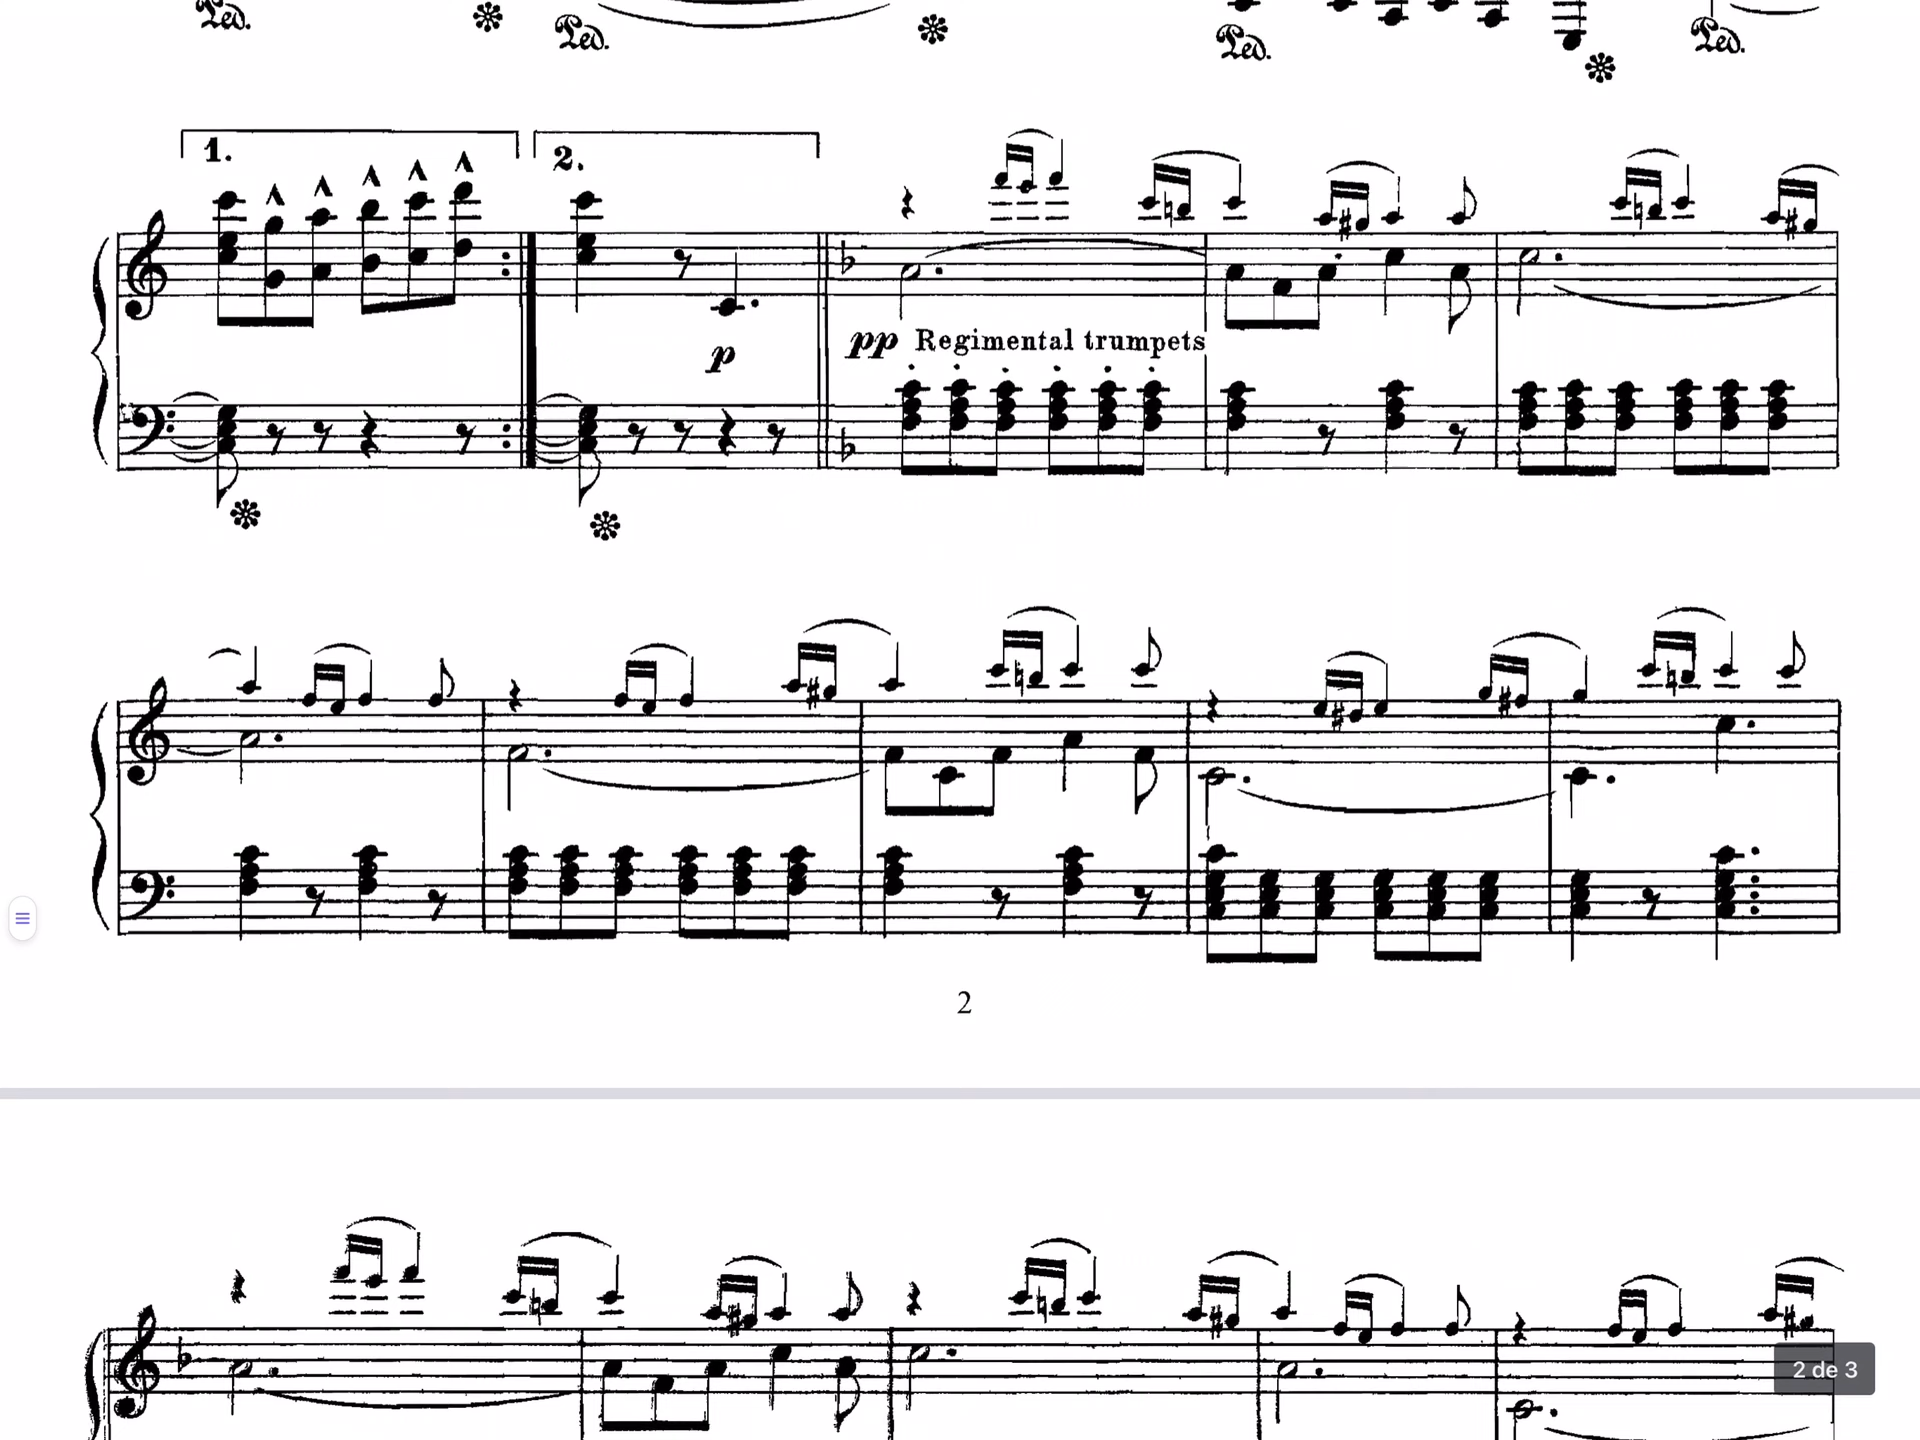 Ped. Ped. Ped. Ped.
1. 2.
p
pp Regimental trumpets
2
2 de 3